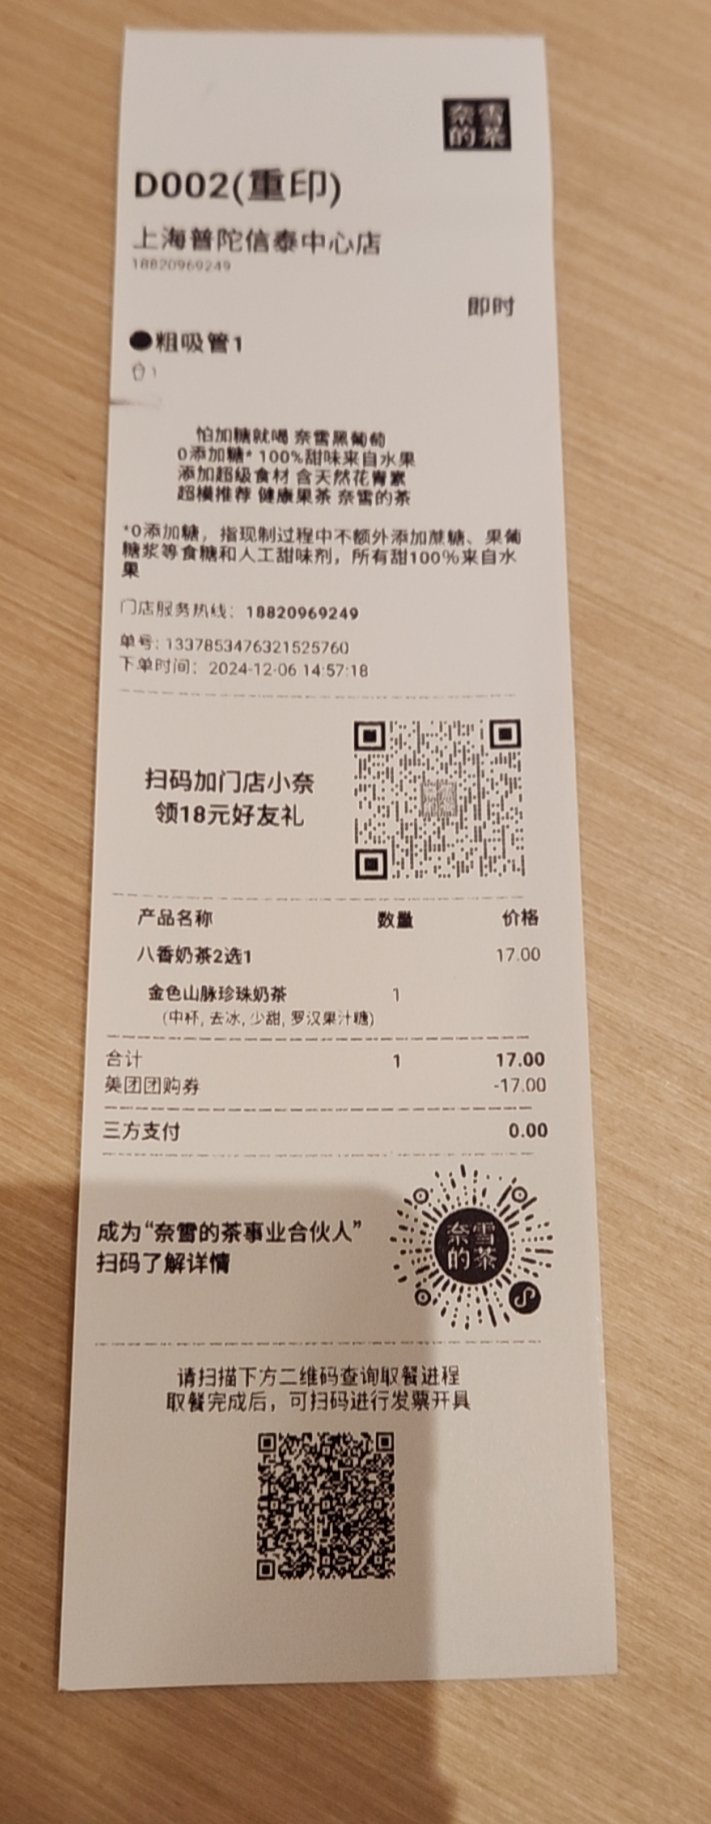 奈雪
的茶
D002(重印)
上海普陀信泰中心店
18820969249
即时
●粗吸管1
1
怕加糖就喝 奈雪黑葡萄
0添加糖* 100%甜味来自水果
添加超级食材 含天然花青素
超模推荐 健康果茶 奈雪的茶
*0添加糖，指现制过程中不额外添加蔗糖、果葡
糖浆等食糖和人工甜味剂，所有甜100%来自水
果
门店服务热线：18820969249
单号：1337853476321525760
下单时间：2024-12-06 14:57:18
扫码加门店小奈
领18元好友礼
产品名称 数量 价格
八香奶茶2选1 17.00
金色山脉珍珠奶茶 1
(中杯, 去冰, 少甜, 罗汉果汁糖)
合计 1 17.00
美团团购券 -17.00
三方支付 0.00
成为“奈雪的茶事业合伙人”
扫码了解详情
奈雪
的茶
请扫描下方二维码查询取餐进程
取餐完成后，可扫码进行发票开具